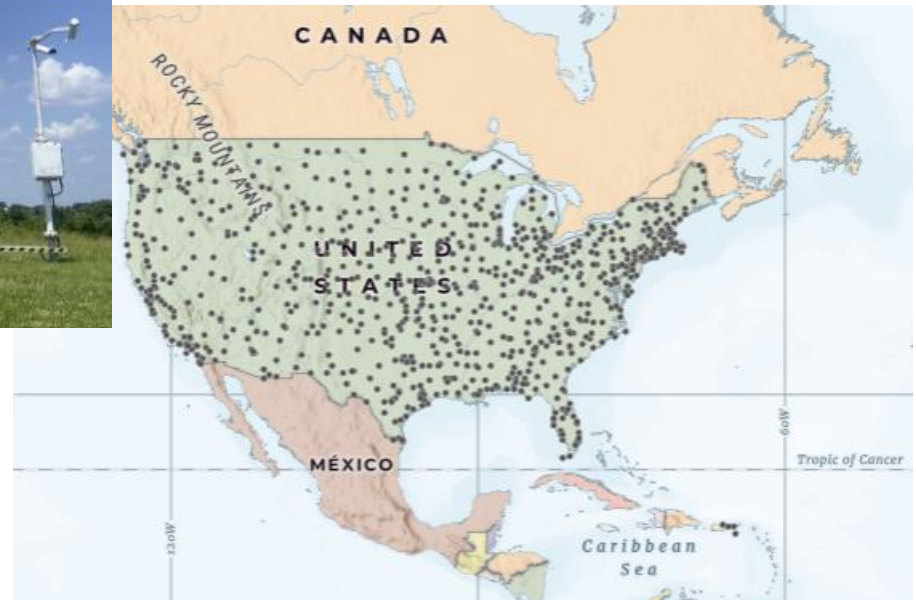 CANADA
ROCKY MOUNTAINS
UNITED
STATES
60W
MÉXICO
Tropic of Cancer
120W
Caribbean
Sea